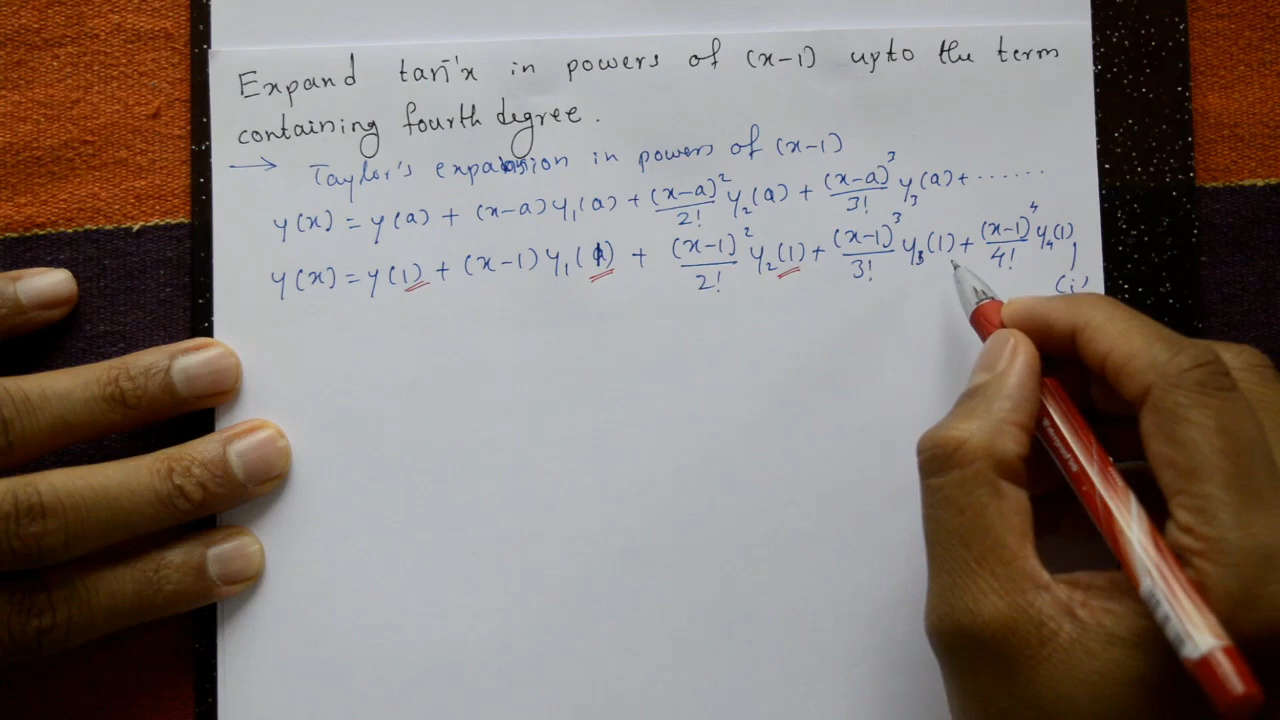 Expand tan⁻¹x in powers of (x-1) upto the term
containing fourth degree.
→ Taylor's expansion in powers of (x-1)
y(x) = y(a) + (x-a) y₁(a) + (x-a)²/2! y₂(a) + (x-a)³/3! y₃(a) + ......
y(x) = y(1) + (x-1) y₁(1) + (x-1)²/2! y₂(1) + (x-1)³/3! y₃(1) + (x-1)⁴/4! y₄(1)